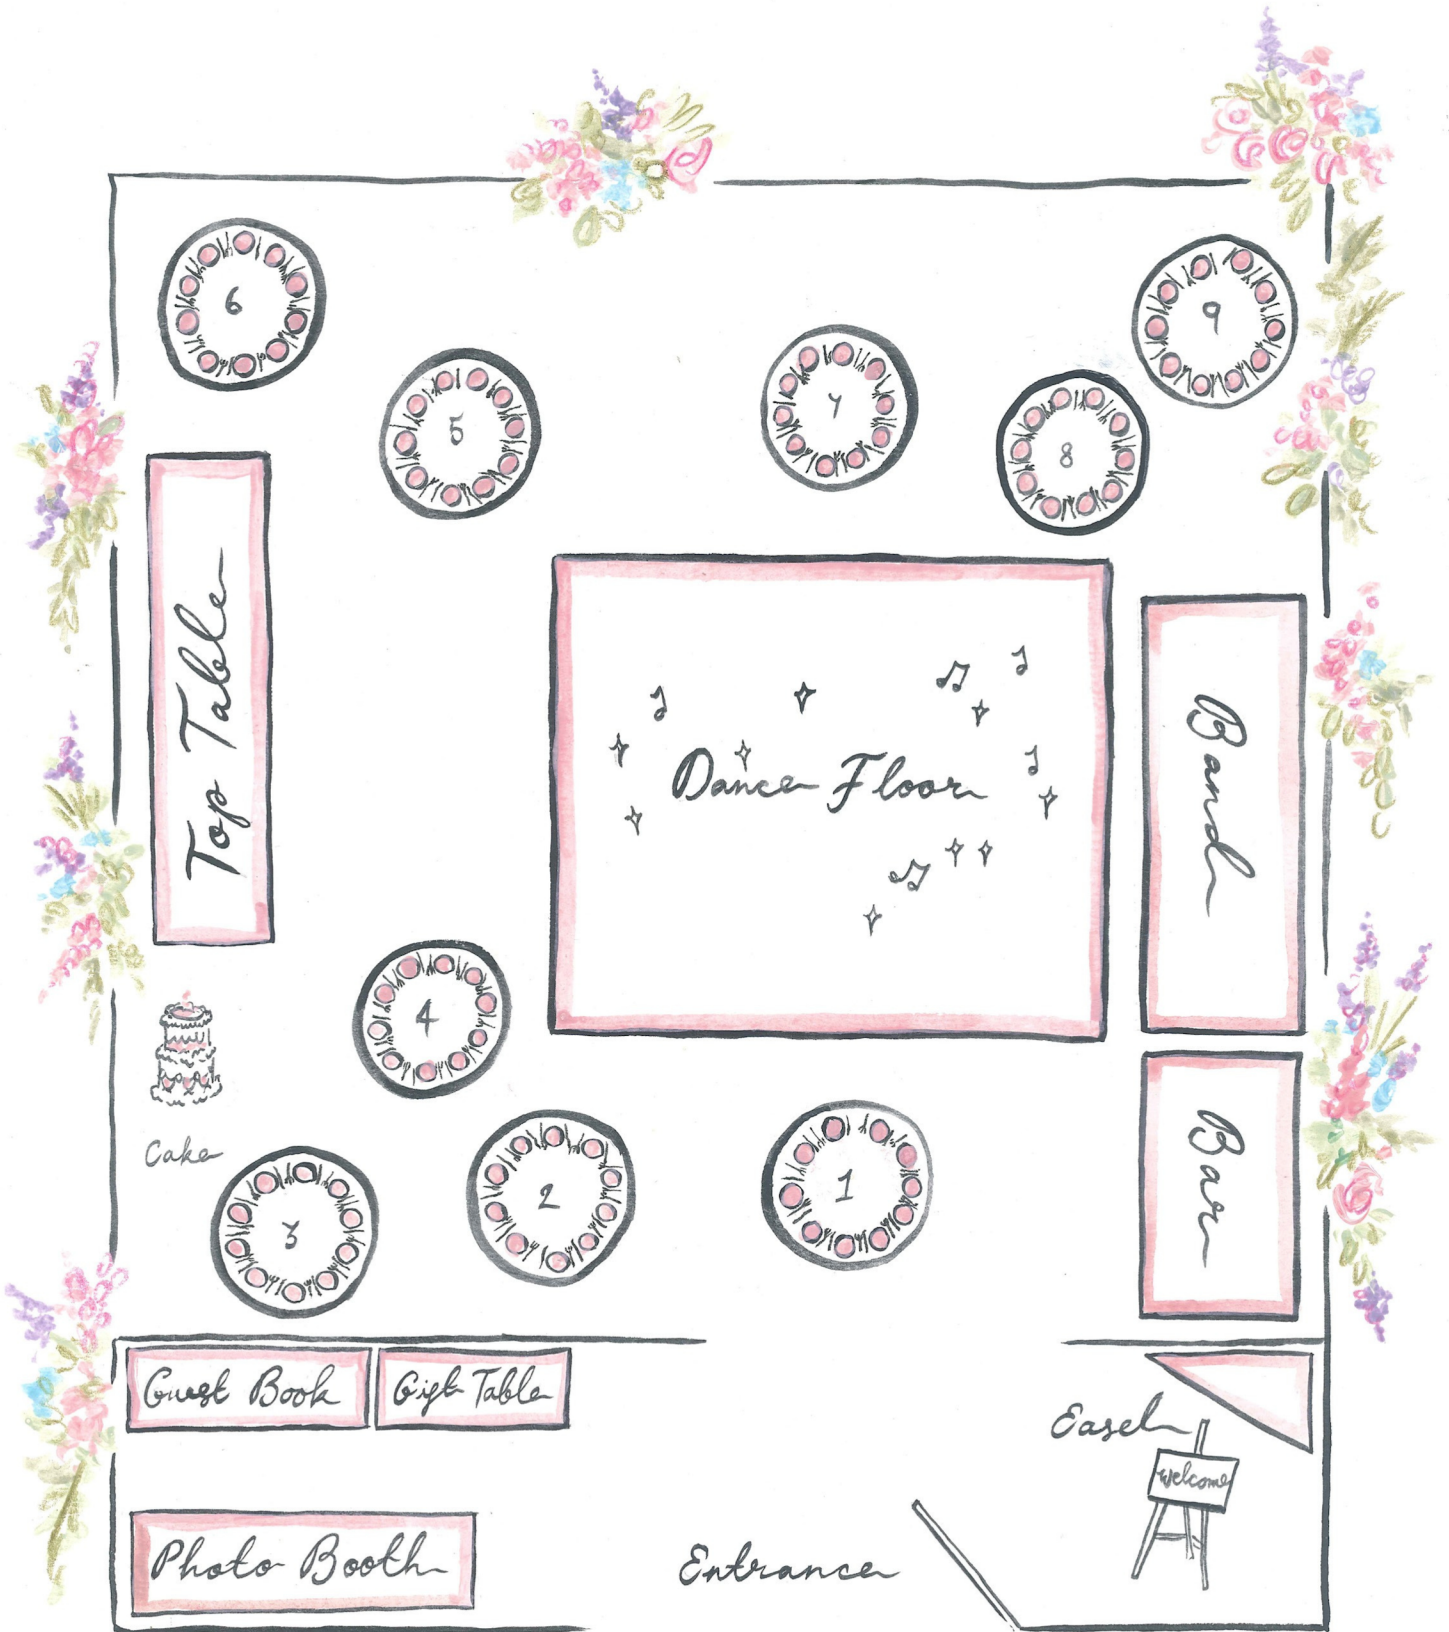 6
9
5
7
8
Top Table
Dance Floor
Band
4
Cake
2
1
3
Bar
Guest Book
Gift Table
Easel
Welcome
Photo Booth
Entrance